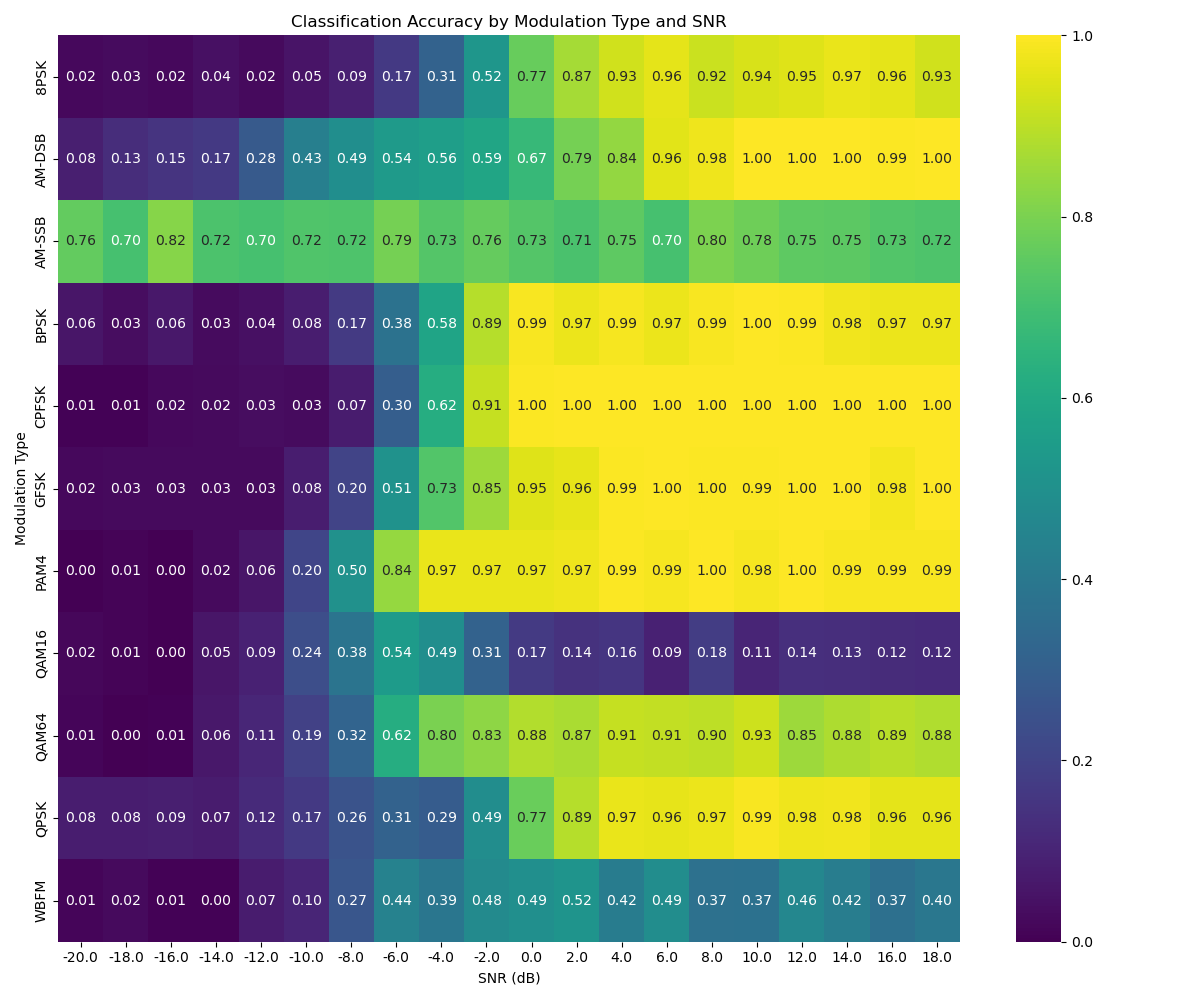 Classification Accuracy by Modulation Type and SNR
8PSK 0.02 0.03 0.02 0.04 0.02 0.05 0.09 0.17 0.31 0.52 0.77 0.87 0.93 0.96 0.92 0.94 0.95 0.97 0.96 0.93
AM-DSB 0.08 0.13 0.15 0.17 0.28 0.43 0.49 0.54 0.56 0.59 0.67 0.79 0.84 0.96 0.98 1.00 1.00 1.00 0.99 1.00
AM-SSB 0.76 0.70 0.82 0.72 0.70 0.72 0.72 0.79 0.73 0.76 0.73 0.71 0.75 0.70 0.80 0.78 0.75 0.75 0.73 0.72
BPSK 0.06 0.03 0.06 0.03 0.04 0.08 0.17 0.38 0.58 0.89 0.99 0.97 0.99 0.97 0.99 1.00 0.99 0.98 0.97 0.97
CPFSK 0.01 0.01 0.02 0.02 0.03 0.03 0.07 0.30 0.62 0.91 1.00 1.00 1.00 1.00 1.00 1.00 1.00 1.00 1.00 1.00
GFSK 0.02 0.03 0.03 0.03 0.03 0.08 0.20 0.51 0.73 0.85 0.95 0.96 0.99 1.00 1.00 0.99 1.00 1.00 0.98 1.00
PAM4 0.00 0.01 0.00 0.02 0.06 0.20 0.50 0.84 0.97 0.97 0.97 0.97 0.99 0.99 1.00 0.98 1.00 0.99 0.99 0.99
QAM16 0.02 0.01 0.00 0.05 0.09 0.24 0.38 0.54 0.49 0.31 0.17 0.14 0.16 0.09 0.18 0.11 0.14 0.13 0.12 0.12
QAM64 0.01 0.00 0.01 0.06 0.11 0.19 0.32 0.62 0.80 0.83 0.88 0.87 0.91 0.91 0.90 0.93 0.85 0.88 0.89 0.88
QPSK 0.08 0.08 0.09 0.07 0.12 0.17 0.26 0.31 0.29 0.49 0.77 0.89 0.97 0.96 0.97 0.99 0.98 0.98 0.96 0.96
WBFM 0.01 0.02 0.01 0.00 0.07 0.10 0.27 0.44 0.39 0.48 0.49 0.52 0.42 0.49 0.37 0.37 0.46 0.42 0.37 0.40
-20.0 -18.0 -16.0 -14.0 -12.0 -10.0 -8.0 -6.0 -4.0 -2.0 0.0 2.0 4.0 6.0 8.0 10.0 12.0 14.0 16.0 18.0
SNR (dB)
Modulation Type
1.0
0.8
0.6
0.4
0.2
0.0